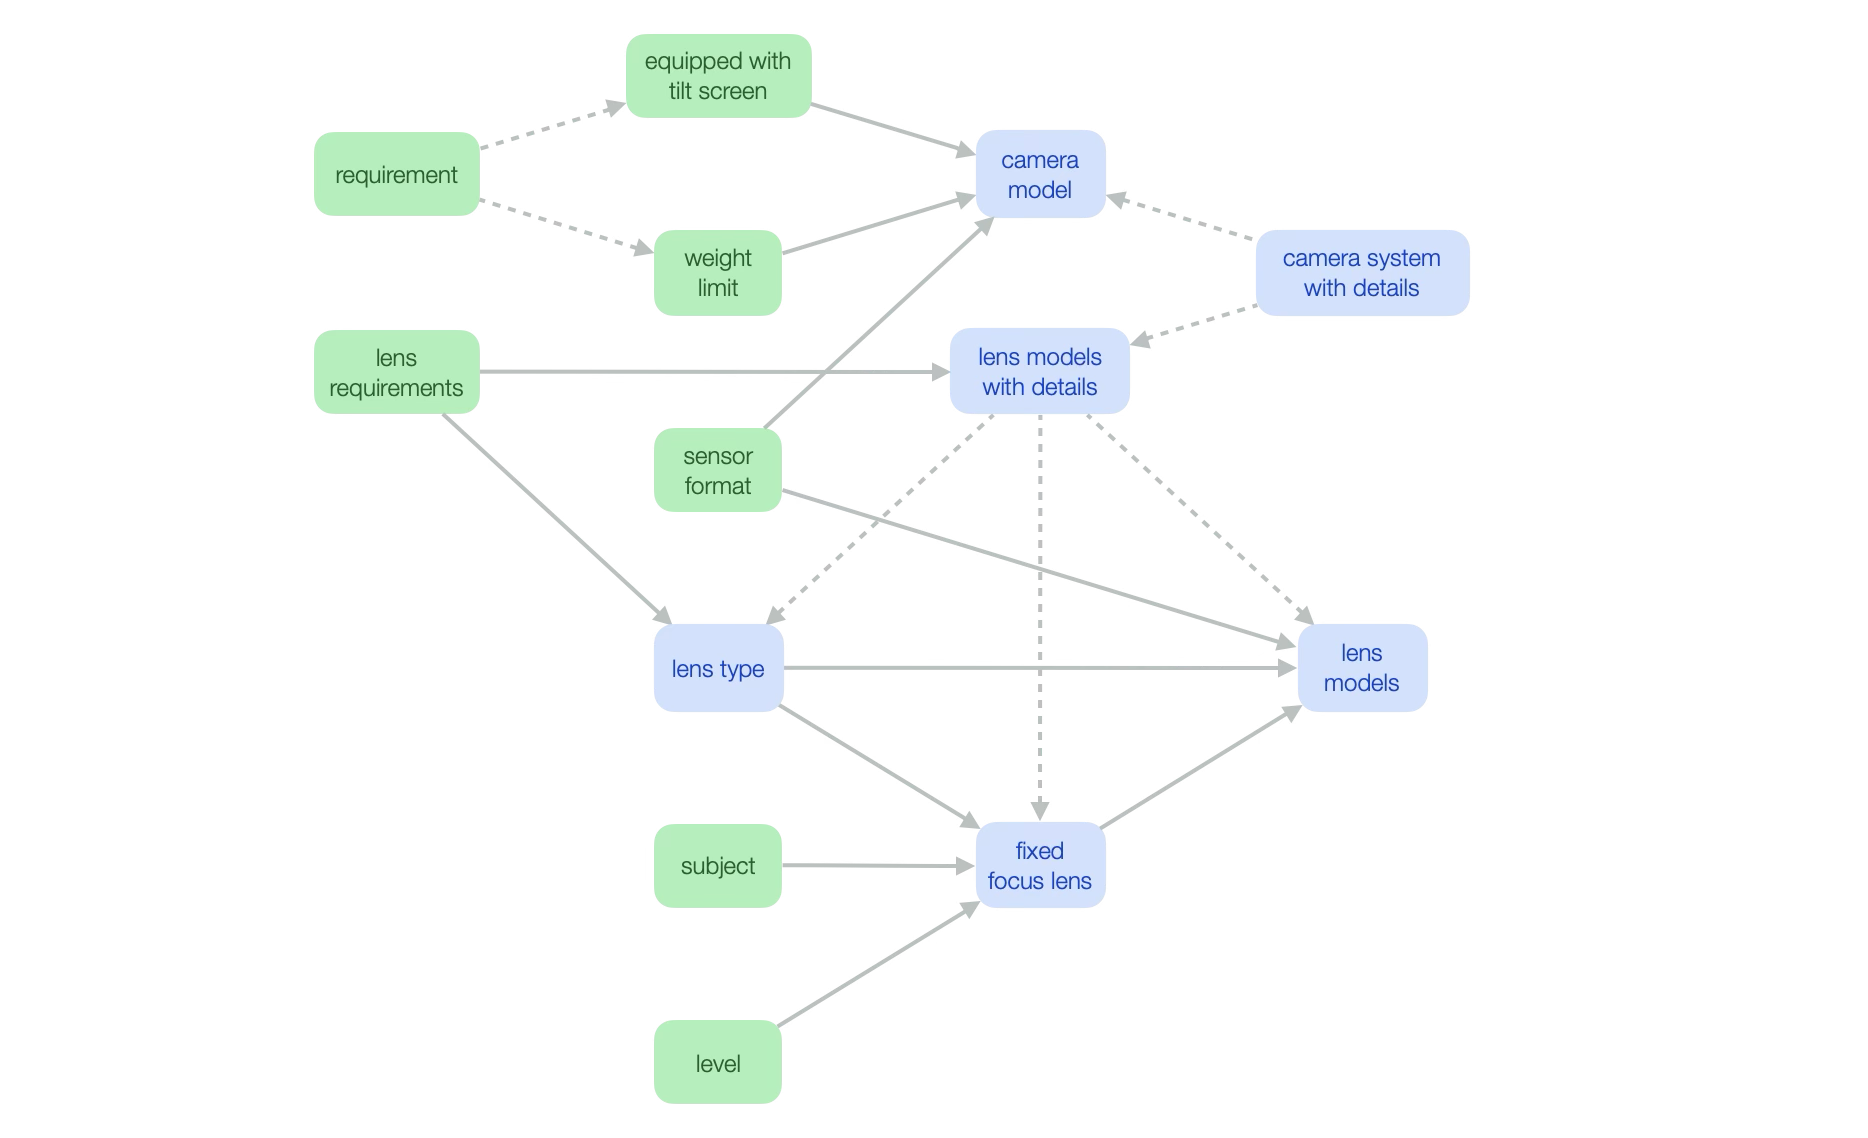 equipped with
tilt screen
requirement
camera
model
weight
limit
camera system
with details
lens
requirements
lens models
with details
sensor
format
lens type
lens
models
subject
fixed
focus lens
level